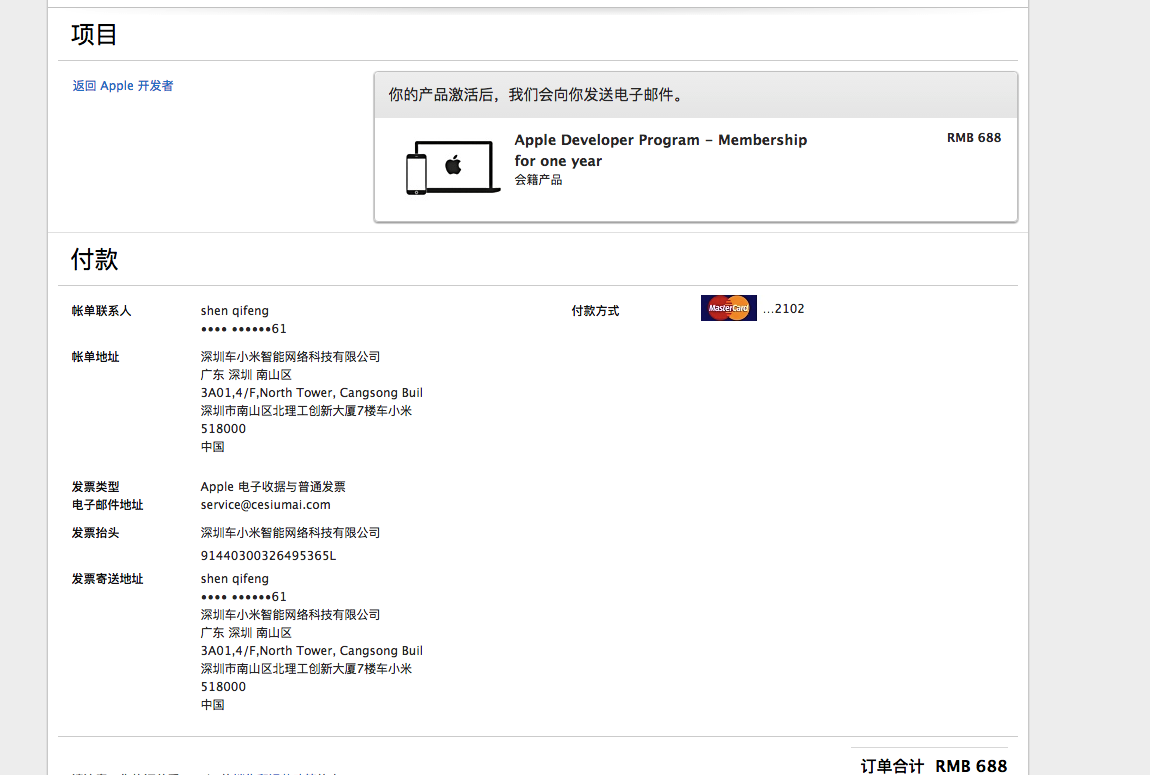 项目
返回 Apple 开发者
你的产品激活后，我们会向你发送电子邮件。
Apple Developer Program – Membership
for one year
RMB 688
会籍产品
付款
帐单联系人
shen qifeng
•••• ••••••61
付款方式
MasterCard
...2102
帐单地址
深圳车小米智能网络科技有限公司
广东 深圳 南山区
3A01,4/F,North Tower, Cangsong Buil
深圳市南山区北理工创新大厦7楼车小米
518000
中国
发票类型
Apple 电子收据与普通发票
电子邮件地址
service@cesiumai.com
发票抬头
深圳车小米智能网络科技有限公司
91440300326495365L
发票寄送地址
shen qifeng
•••• ••••••61
深圳车小米智能网络科技有限公司
广东 深圳 南山区
3A01,4/F,North Tower, Cangsong Buil
深圳市南山区北理工创新大厦7楼车小米
518000
中国
订单合计 RMB 688